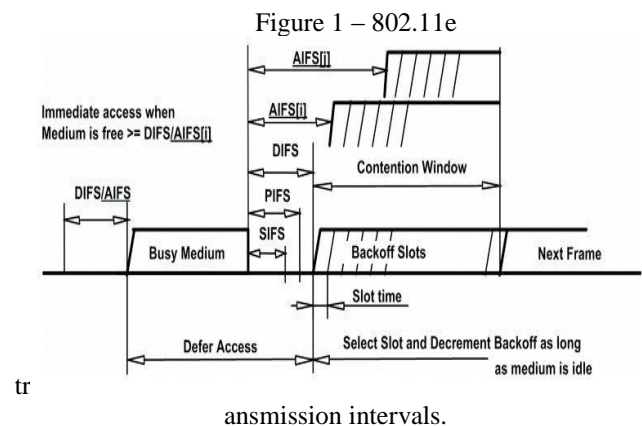 Figure 1 – 802.11e
AIFS[j]
AIFS[i]
Immediate access when
Medium is free >= DIFS/AIFS[i]
DIFS
Contention Window
DIFS/AIFS
PIFS
SIFS
Busy Medium
Backoff Slots
Next Frame
Slot time
Defer Access
Select Slot and Decrement Backoff as long
as medium is idle
tr
ansmission intervals.